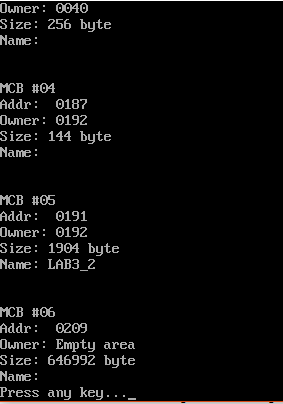 Owner: 0040
Size: 256 byte
Name:
MCB #04
Addr:  0187
Owner: 0192
Size: 144 byte
Name:
MCB #05
Addr:  0191
Owner: 0192
Size: 1904 byte
Name: LAB3_2
MCB #06
Addr:  0209
Owner: Empty area
Size: 646992 byte
Name:
Press any key..._